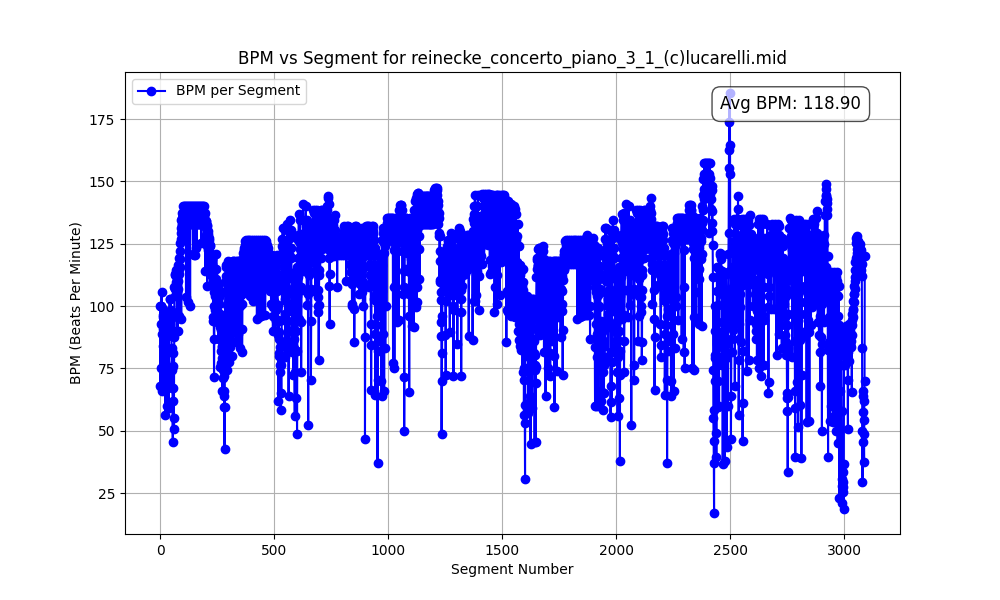 BPM vs Segment for reinecke_concerto_piano_3_1_(c)lucarelli.mid
BPM per Segment
Avg BPM: 118.90
BPM (Beats Per Minute)
175
150
125
100
75
50
25
0
500
1000
1500
2000
2500
3000
Segment Number